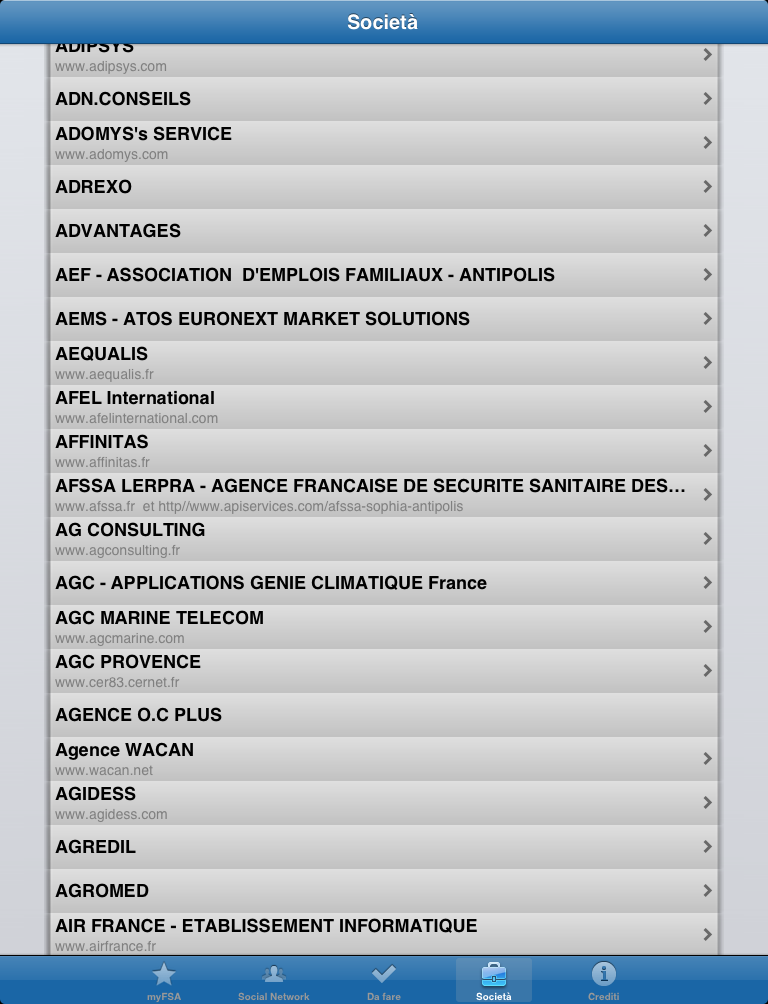 Società
ADIPSYS
www.adipsys.com
ADN.CONSEILS
ADOMYS's SERVICE
www.adomys.com
ADREXO
ADVANTAGES
AEF - ASSOCIATION  D'EMPLOIS FAMILIAUX - ANTIPOLIS
AEMS - ATOS EURONEXT MARKET SOLUTIONS
AEQUALIS
www.aequalis.fr
AFEL International
www.afelinternational.com
AFFINITAS
www.affinitas.fr
AFSSA LERPRA - AGENCE FRANCAISE DE SECURITE SANITAIRE DES...
www.afssa.fr  et http//www.apiservices.com/afssa-sophia-antipolis
AG CONSULTING
www.agconsulting.fr
AGC - APPLICATIONS GENIE CLIMATIQUE France
AGC MARINE TELECOM
www.agcmarine.com
AGC PROVENCE
www.cer83.cernet.fr
AGENCE O.C PLUS
Agence WACAN
www.wacan.net
AGIDESS
www.agidess.com
AGREDIL
AGROMED
AIR FRANCE - ETABLISSEMENT INFORMATIQUE
www.airfrance.fr
myFSA Social Network Da fare Società Crediti